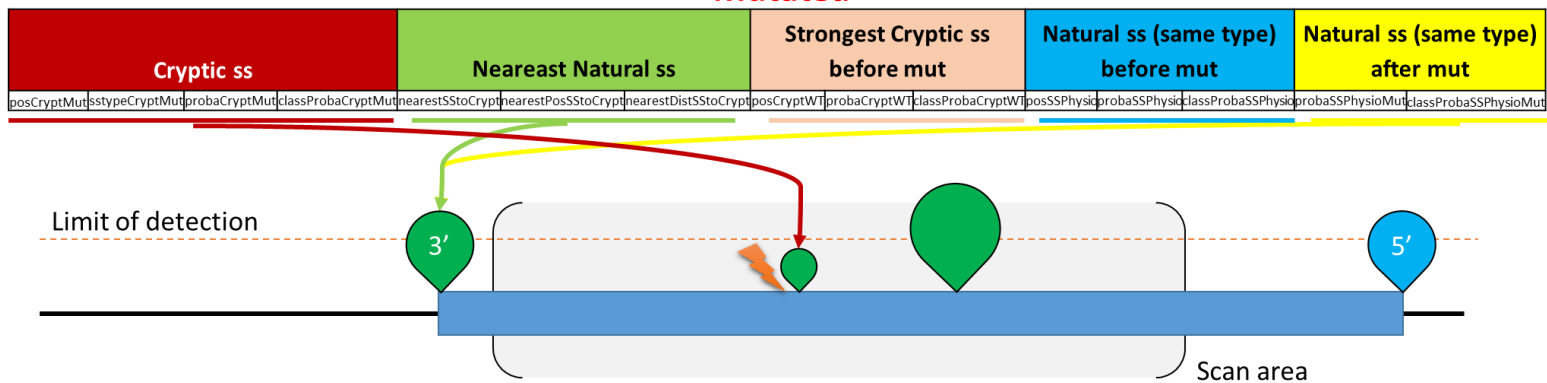 Strongest Cryptic ss Natural ss (same type) Natural ss (same type)
Cryptic ss Neareast Natural ss before mut before mut after mut
posCryptMut sstypeCryptMut probaCryptMut classProbaCryptMut nearestSStoCrypt nearestPosSStoCrypt nearestDistSStoCrypt posCryptWT probaCryptWT classProbaCryptWT posSSPhysio probaSSPhysio classProbaSSPhysio probaSSPhysioMut classProbaSSPhysioMut
Limit of detection
3’ 5’
Scan area